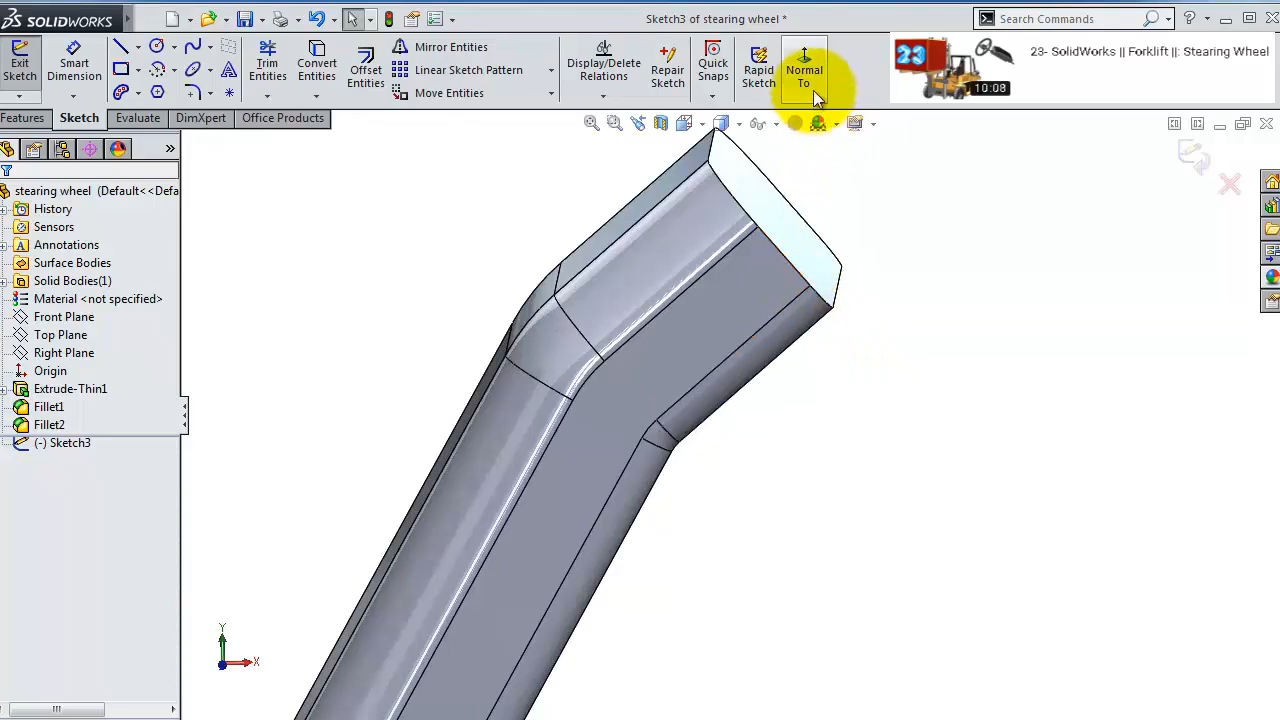 SOLIDWORKS
Sketch3 of stearing wheel *
Search Commands
Exit Sketch
Smart Dimension
Trim Entities
Convert Entities
Offset Entities
Mirror Entities
Linear Sketch Pattern
Move Entities
Display/Delete Relations
Repair Sketch
Quick Snaps
Rapid Sketch
Normal To
23
10:08
23- SolidWorks || Forklift ||: Stearing Wheel
Features
Sketch
Evaluate
DimXpert
Office Products
stearing wheel (Default<<Defa
History
Sensors
Annotations
Surface Bodies
Solid Bodies(1)
Material <not specified>
Front Plane
Top Plane
Right Plane
Origin
Extrude-Thin1
Fillet1
Fillet2
(-) Sketch3
Y
X